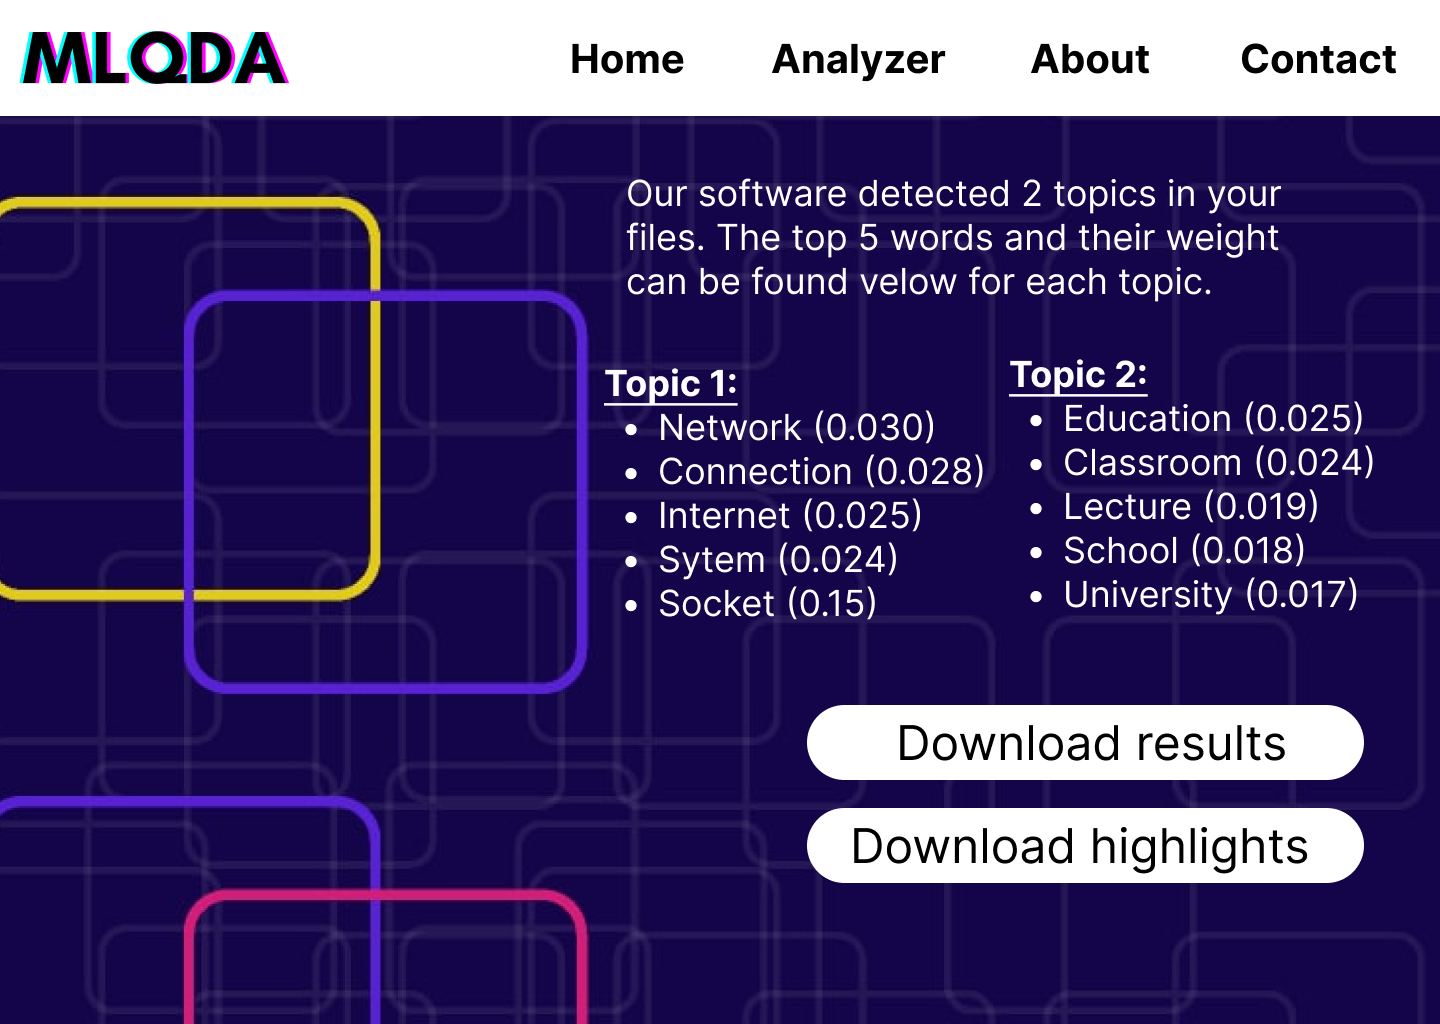 MLQDA
Home Analyzer About Contact
Our software detected 2 topics in your
files. The top 5 words and their weight
can be found velow for each topic.
Topic 1:
• Network (0.030)
• Connection (0.028)
• Internet (0.025)
• Sytem (0.024)
• Socket (0.15)
Topic 2:
• Education (0.025)
• Classroom (0.024)
• Lecture (0.019)
• School (0.018)
• University (0.017)
Download results
Download highlights